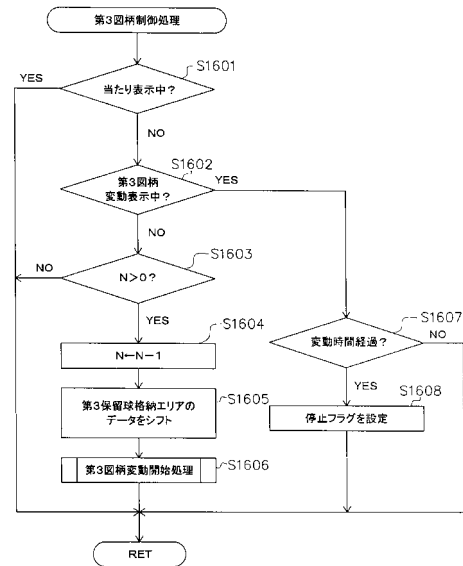 第3図柄制御処理
S1601
YES
当たり表示中？
NO
S1602
第3図柄
変動表示中？
YES
NO
S1603
NO
N＞0？
YES
S1604
N←N−1
S1605
第3保留球格納エリアの
データをシフト
S1606
第3図柄変動開始処理
S1607
変動時間経過？
NO
YES
S1608
停止フラグを設定
RET